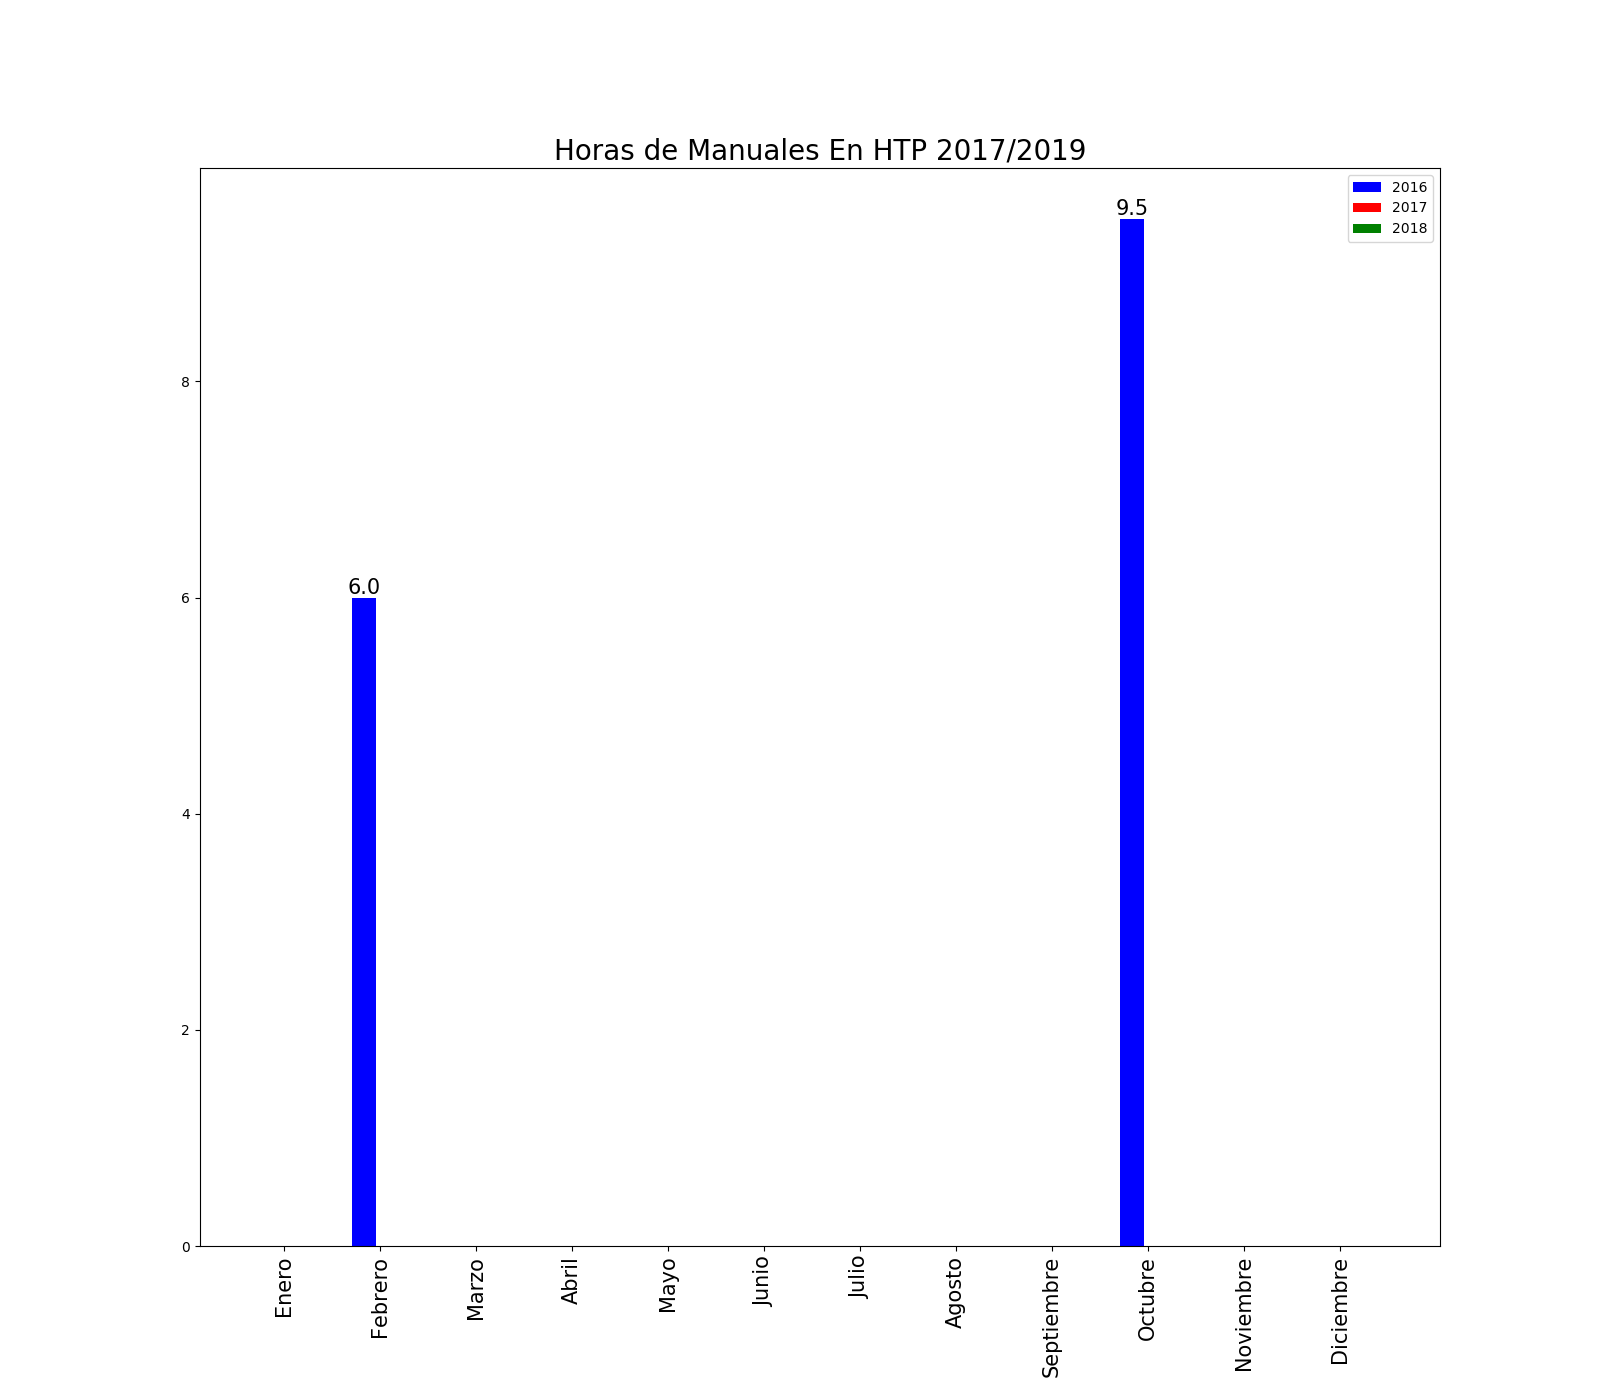 Horas de Manuales En HTP 2017/2019
2016
2017
2018
9.5
6.0
8
6
4
2
0
Enero
Febrero
Marzo
Abril
Mayo
Junio
Julio
Agosto
Septiembre
Octubre
Noviembre
Diciembre